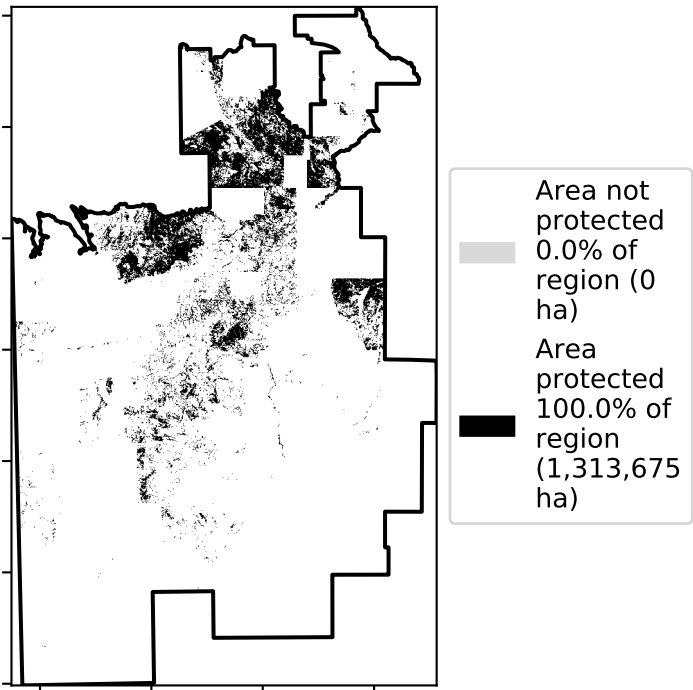 Area not
protected
0.0% of
region (0
ha)
Area
protected
100.0% of
region
(1,313,675
ha)